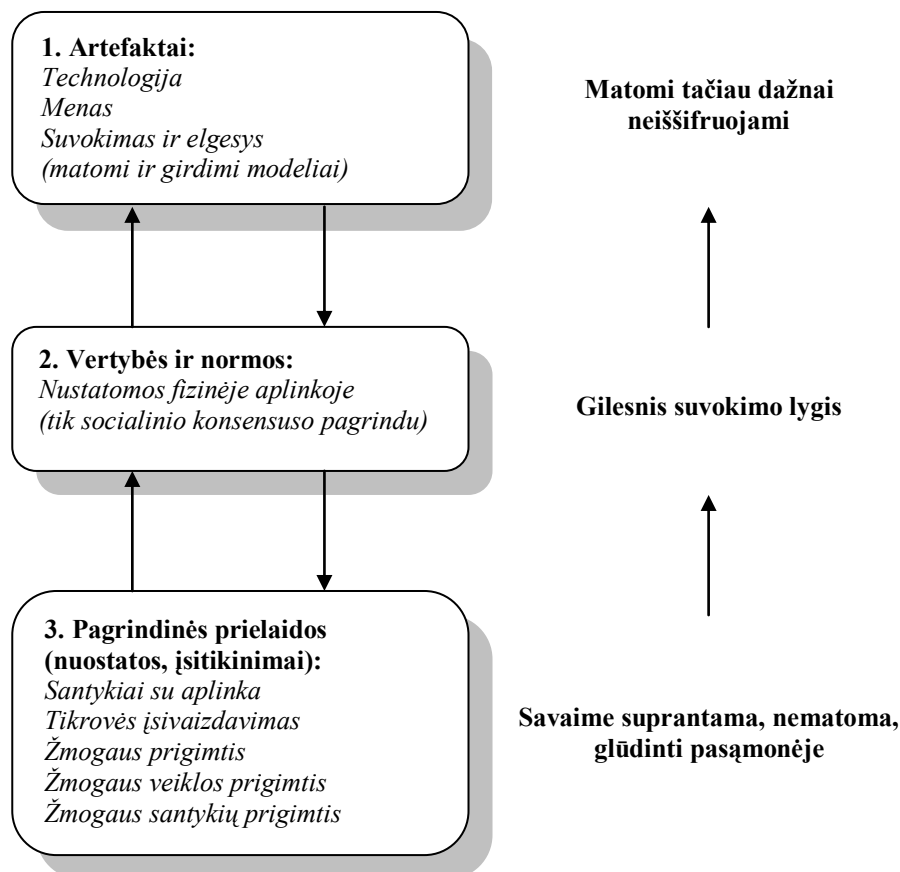 1. Artefaktai:
Technologija
Menas
Suvokimas ir elgesys
(matomi ir girdimi modeliai)
Matomi tačiau dažnai
neiššifruojami
2. Vertybės ir normos:
Nustatomos fizinėje aplinkoje
(tik socialinio konsensuso pagrindu)
Gilesnis suvokimo lygis
3. Pagrindinės prielaidos
(nuostatos, įsitikinimai):
Santykiai su aplinka
Tikrovės įsivaizdavimas
Žmogaus prigimtis
Žmogaus veiklos prigimtis
Žmogaus santykių prigimtis
Savaime suprantama, nematoma,
glūdinti pasąmonėje